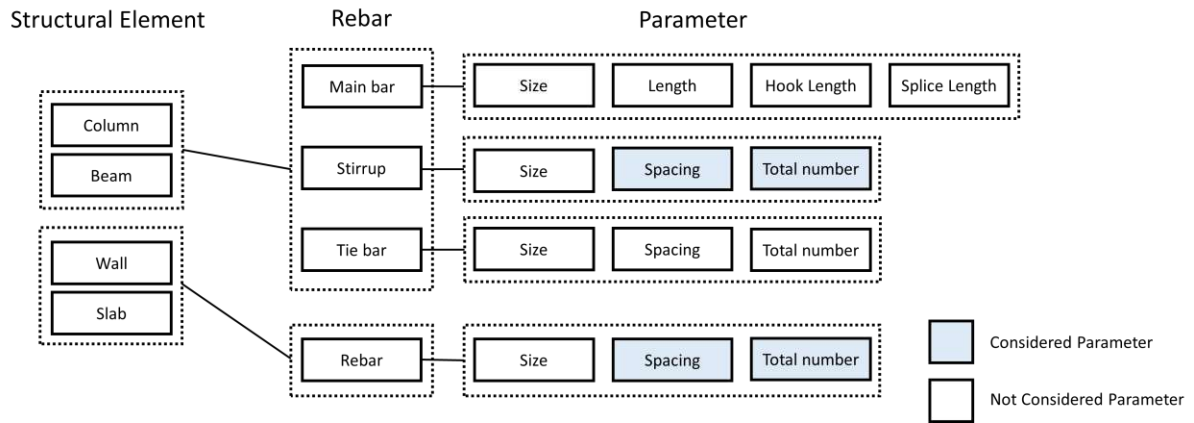 Structural Element
Rebar
Parameter
Column
Beam
Wall
Slab
Main bar
Size
Length
Hook Length
Splice Length
Stirrup
Size
Spacing
Total number
Tie bar
Size
Spacing
Total number
Rebar
Size
Spacing
Total number
Considered Parameter
Not Considered Parameter